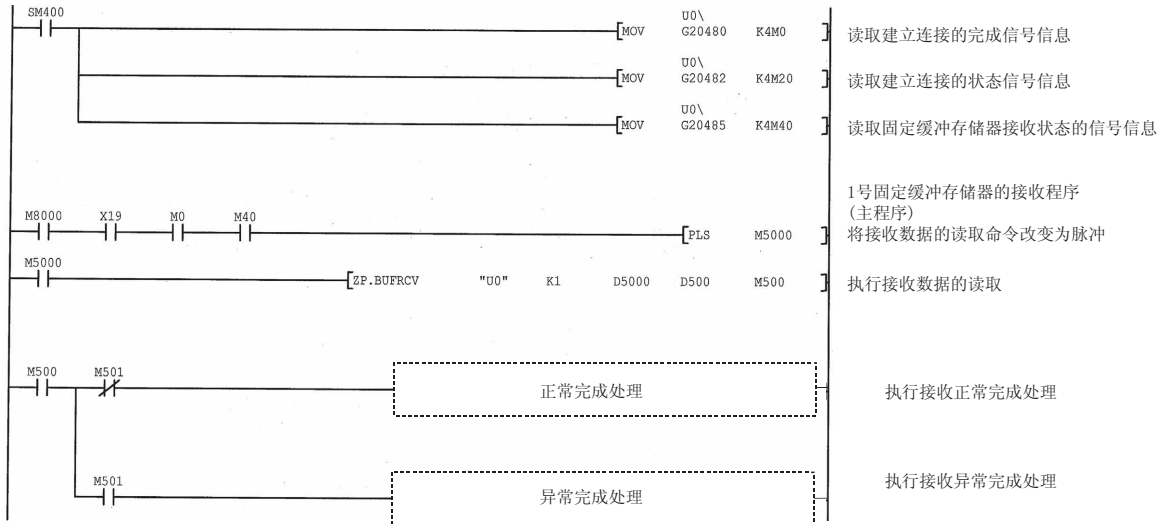 SM400
U0\
MOV G20480 K4M0 读取建立连接的完成信号信息
U0\
MOV G20482 K4M20 读取建立连接的状态信号信息
U0\
MOV G20485 K4M40 读取固定缓冲存储器接收状态的信号信息
1号固定缓冲存储器的接收程序
(主程序)
M8000 X19 M0 M40
PLS M5000 将接收数据的读取命令改变为脉冲
M5000
ZP.BUFRCV "U0" K1 D5000 D500 M500 执行接收数据的读取
M500 M501
正常完成处理 执行接收正常完成处理
M501
异常完成处理 执行接收异常完成处理